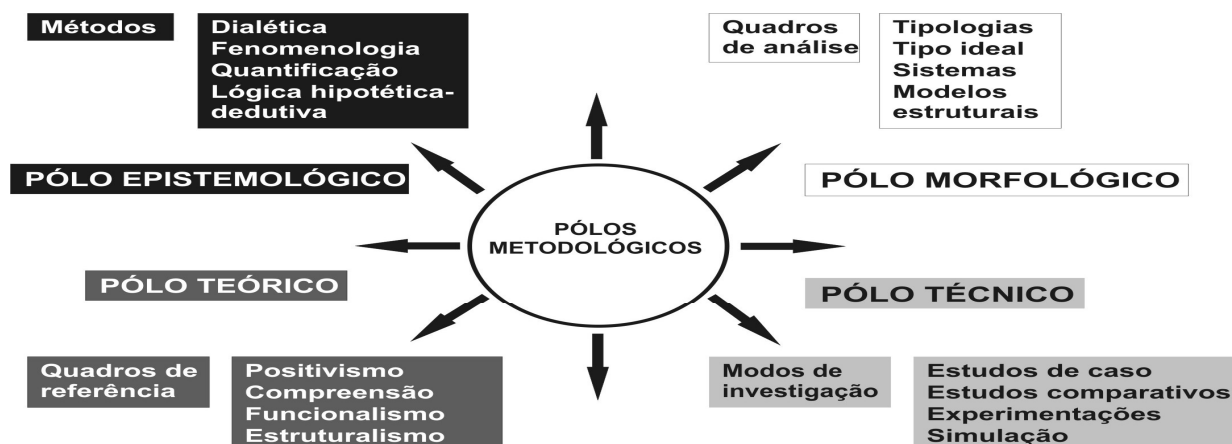 Métodos
Dialética
Fenomenologia
Quantificação
Lógica hipotética-
dedutiva
PÓLO EPISTEMOLÓGICO
Quadros
de análise
Tipologias
Tipo ideal
Sistemas
Modelos
estruturais
PÓLO MORFOLÓGICO
PÓLOS
METODOLÓGICOS
PÓLO TEÓRICO
Quadros de
referência
Positivismo
Compreensão
Funcionalismo
Estruturalismo
PÓLO TÉCNICO
Modos de
investigação
Estudos de caso
Estudos comparativos
Experimentações
Simulação